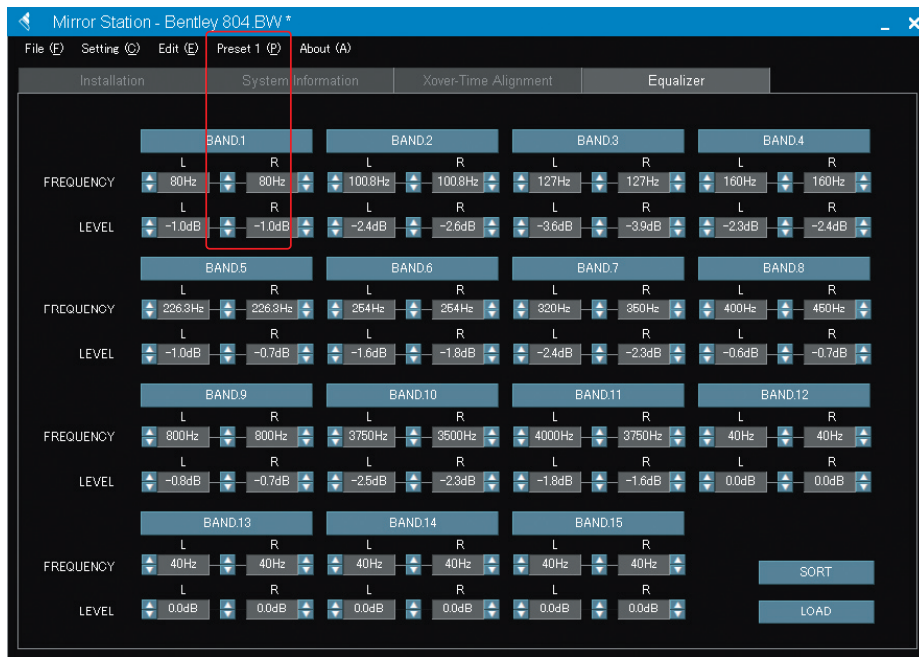 Mirror Station - Bentley 804.BW *
File (F) Setting (C) Edit (E) Preset 1 (P) About (A)
Installation System Information Xover-Time Alignment Equalizer
BAND.1 BAND.2 BAND.3 BAND.4
L R L R L R L R
FREQUENCY 80Hz 80Hz 100.8Hz 100.8Hz 127Hz 127Hz 160Hz 160Hz
L R L R L R L R
LEVEL -1.0dB -1.0dB -2.4dB -2.6dB -3.6dB -3.9dB -2.3dB -2.4dB
BAND.5 BAND.6 BAND.7 BAND.8
L R L R L R L R
FREQUENCY 226.3Hz 226.3Hz 254Hz 254Hz 320Hz 350Hz 400Hz 450Hz
L R L R L R L R
LEVEL -1.0dB -0.7dB -1.6dB -1.8dB -2.4dB -2.3dB -0.6dB -0.7dB
BAND.9 BAND.10 BAND.11 BAND.12
L R L R L R L R
FREQUENCY 800Hz 800Hz 3750Hz 3500Hz 4000Hz 3750Hz 40Hz 40Hz
L R L R L R L R
LEVEL -0.8dB -0.7dB -2.5dB -2.3dB -1.8dB -1.6dB 0.0dB 0.0dB
BAND.13 BAND.14 BAND.15
L R L R L R
FREQUENCY 40Hz 40Hz 40Hz 40Hz 40Hz 40Hz
SORT
L R L R L R
LEVEL 0.0dB 0.0dB 0.0dB 0.0dB 0.0dB 0.0dB
LOAD